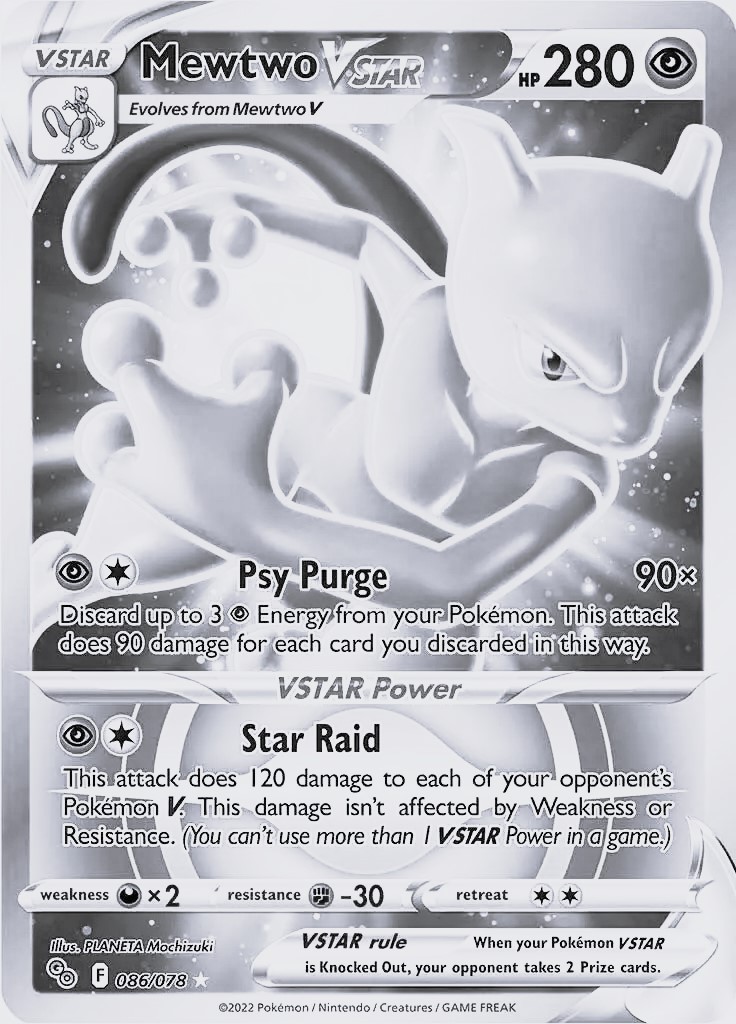 VSTAR Mewtwo VSTAR HP 280
Evolves from Mewtwo V
Psy Purge 90×
Discard up to 3 Energy from your Pokémon. This attack
does 90 damage for each card you discarded in this way.
VSTAR Power
Star Raid
This attack does 120 damage to each of your opponent's
Pokémon V. This damage isn't affected by Weakness or
Resistance. (You can't use more than 1 VSTAR Power in a game.)
weakness ×2 resistance -30 retreat
Illus. PLANETA Mochizuki
VSTAR rule When your Pokémon VSTAR
is Knocked Out, your opponent takes 2 Prize cards.
GO F 086/078
©2022 Pokémon / Nintendo / Creatures / GAME FREAK